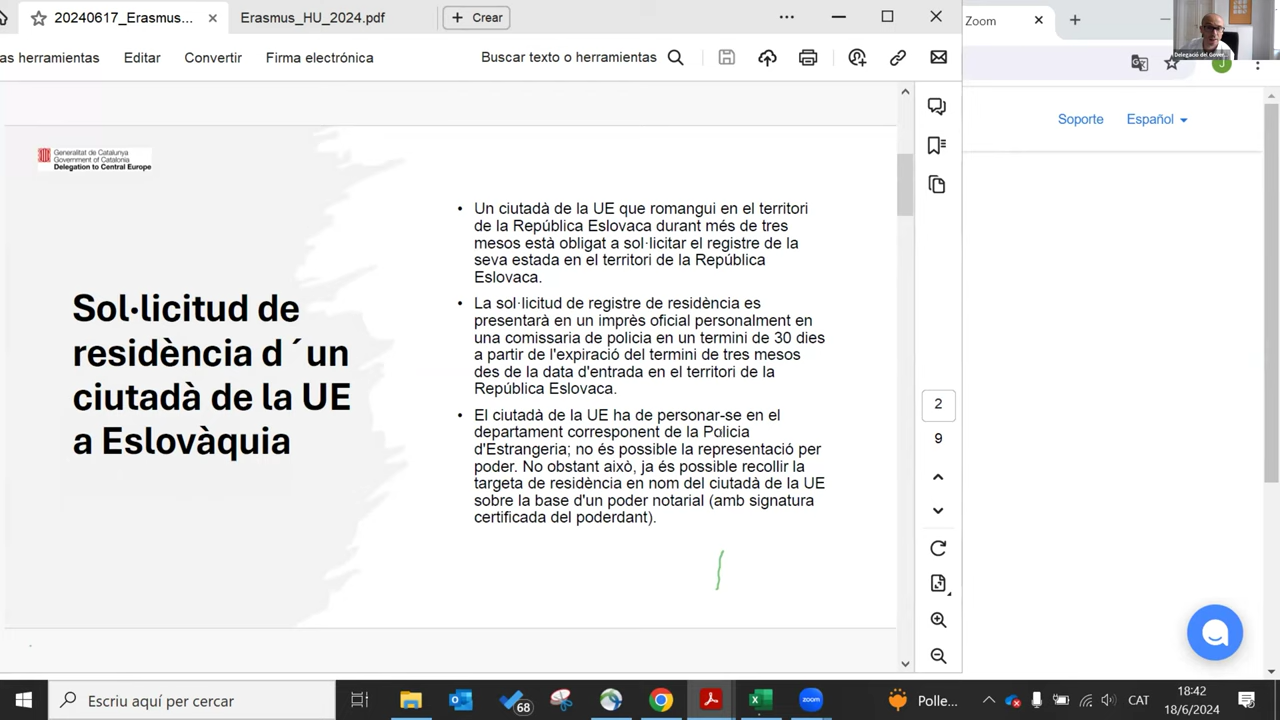 20240617_Erasmus...
Erasmus_HU_2024.pdf
Crear
Zoom
as herramientas
Editar
Convertir
Firma electrónica
Buscar texto o herramientas
Soporte
Español
Generalitat de Catalunya
Government of Catalonia
Delegation to Central Europe
Sol·licitud de
residència d´un
ciutadà de la UE
a Eslovàquia
• Un ciutadà de la UE que romangui en el territori
de la República Eslovaca durant més de tres
mesos està obligat a sol·licitar el registre de la
seva estada en el territori de la República
Eslovaca.
• La sol·licitud de registre de residència es
presentarà en un imprès oficial personalment en
una comissaria de policia en un termini de 30 dies
a partir de l'expiració del termini de tres mesos
des de la data d'entrada en el territori de la
República Eslovaca.
• El ciutadà de la UE ha de personar-se en el
departament corresponent de la Policia
d'Estrangeria; no és possible la representació per
poder. No obstant això, ja és possible recollir la
targeta de residència en nom del ciutadà de la UE
sobre la base d'un poder notarial (amb signatura
certificada del poderdant).
2
9
Escriu aquí per cercar
68
zoom
Polle...
CAT
18:42
18/6/2024
J
Delegació del Gover...